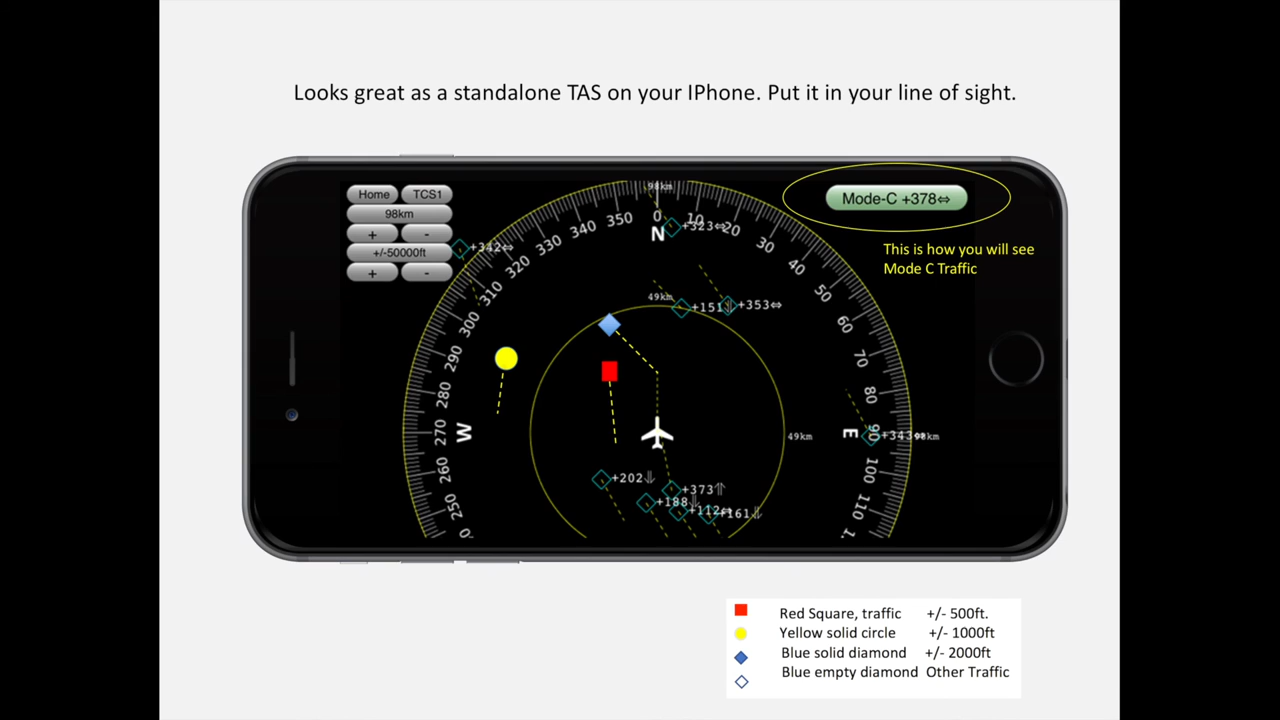 Looks great as a standalone TAS on your IPhone. Put it in your line of sight.
Home TCS1
98km
+ -
+/-50000ft
+ -
Mode-C +378⇔
This is how you will see
Mode C Traffic
98km
350 0 10 20
340 30
330 40
320 50
310 60
300 70
290 80
280 90
270 100
260 110
250
N
W
E
+342⇔
+323⇔
49km
+151⇓
+353⇔
49km
+343
+202⇓
+373⇑
+188⇓
+112⇔
+161⇓
Red Square, traffic +/- 500ft.
Yellow solid circle +/- 1000ft
Blue solid diamond +/- 2000ft
Blue empty diamond Other Traffic